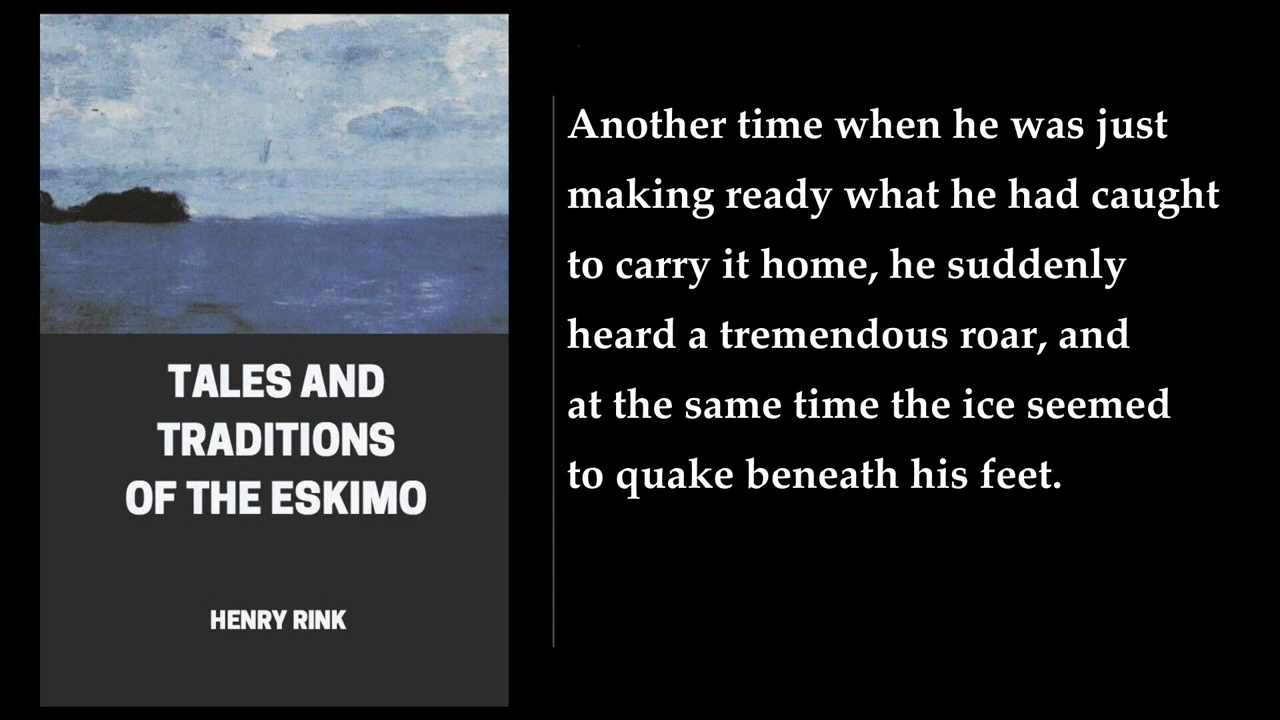 TALES AND
TRADITIONS
OF THE ESKIMO
HENRY RINK
Another time when he was just
making ready what he had caught
to carry it home, he suddenly
heard a tremendous roar, and
at the same time the ice seemed
to quake beneath his feet.